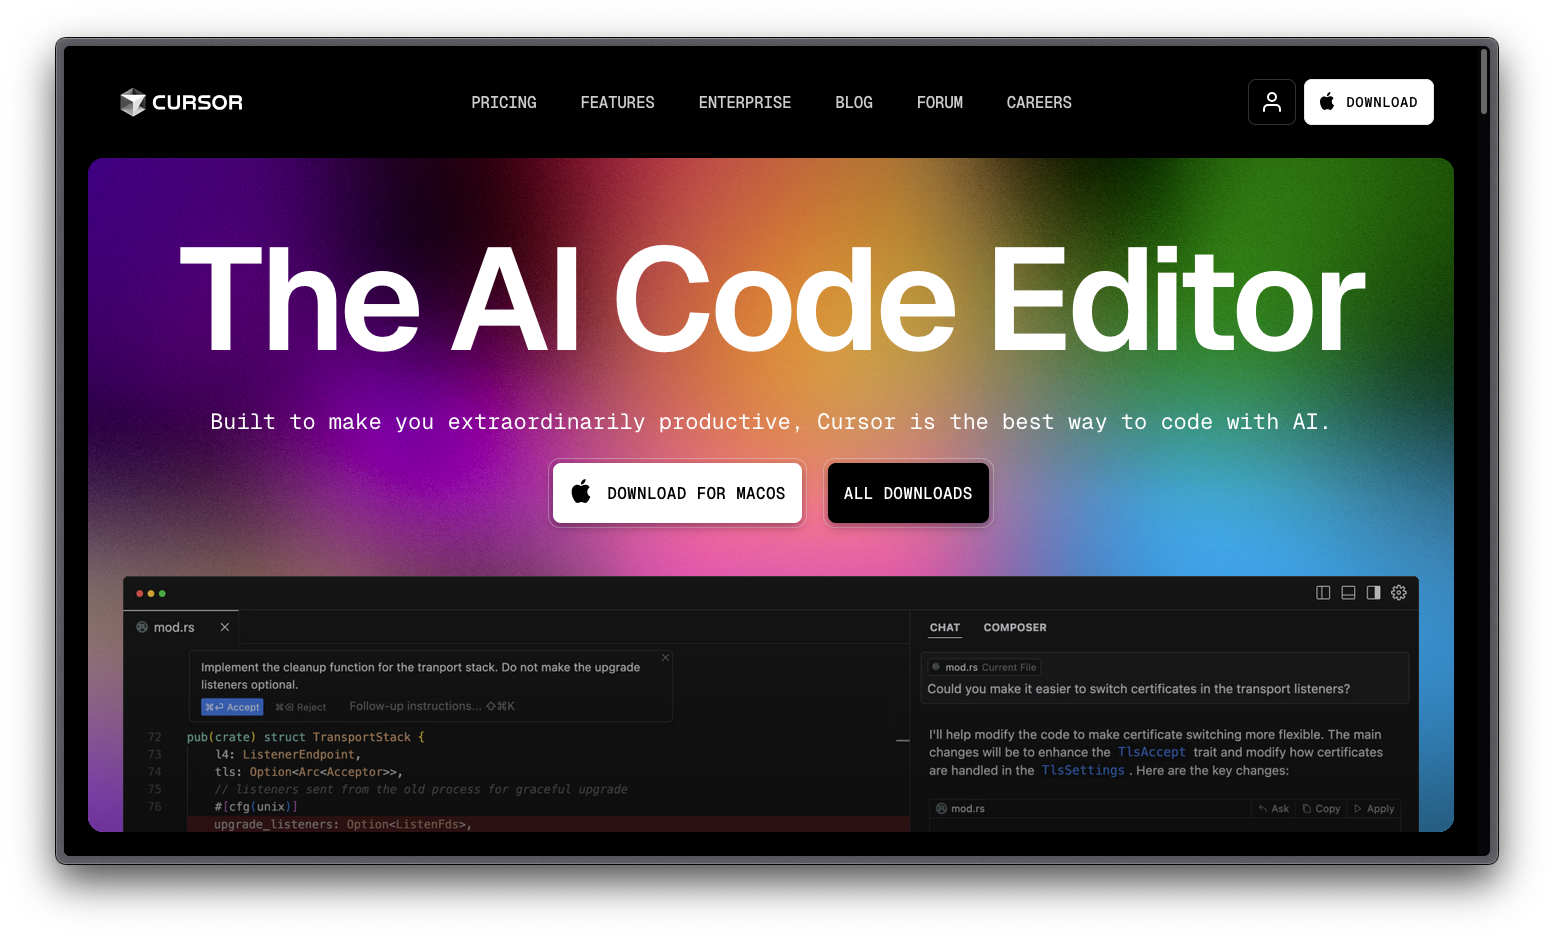 CURSOR
PRICING
FEATURES
ENTERPRISE
BLOG
FORUM
CAREERS
DOWNLOAD
The AI Code Editor
Built to make you extraordinarily productive, Cursor is the best way to code with AI.
DOWNLOAD FOR MACOS
ALL DOWNLOADS
mod.rs
Implement the cleanup function for the tranport stack. Do not make the upgrade
listeners optional.
⌘⏎ Accept ⌘⌫ Reject Follow-up instructions... ⇧⌘K
72 pub(crate) struct TransportStack {
73 l4: ListenerEndpoint,
74 tls: Option<Arc<Acceptor>>,
75 // listeners sent from the old process for graceful upgrade
76 #[cfg(unix)]
upgrade_listeners: Option<ListenFds>,
CHAT COMPOSER
mod.rs Current File
Could you make it easier to switch certificates in the transport listeners?
I'll help modify the code to make certificate switching more flexible. The main
changes will be to enhance the TlsAccept trait and modify how certificates
are handled in the TlsSettings . Here are the key changes:
mod.rs Ask Copy Apply